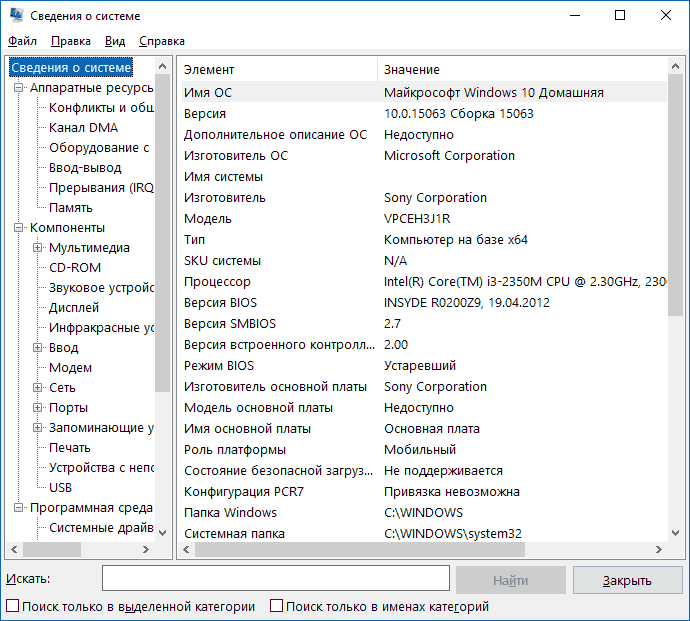 Сведения о системе
Файл Правка Вид Справка
Сведения о системе
Аппаратные ресурсы
Конфликты и общ
Канал DMA
Оборудование с
Ввод-вывод
Прерывания (IRQ
Память
Компоненты
Мультимедиа
CD-ROM
Звуковое устройс
Дисплей
Инфракрасные ус
Ввод
Модем
Сеть
Порты
Запоминающие у
Печать
Устройства с непо
USB
Программная среда
Системные драйв
Элемент Значение
Имя ОС Майкрософт Windows 10 Домашняя
Версия 10.0.15063 Сборка 15063
Дополнительное описание ОС Недоступно
Изготовитель ОС Microsoft Corporation
Имя системы
Изготовитель Sony Corporation
Модель VPCEH3J1R
Тип Компьютер на базе x64
SKU системы N/A
Процессор Intel(R) Core(TM) i3-2350M CPU @ 2.30GHz, 230
Версия BIOS INSYDE R0200Z9, 19.04.2012
Версия SMBIOS 2.7
Версия встроенного контролл... 2.00
Режим BIOS Устаревший
Изготовитель основной платы Sony Corporation
Модель основной платы Недоступно
Имя основной платы Основная плата
Роль платформы Мобильный
Состояние безопасной загруз... Не поддерживается
Конфигурация PCR7 Привязка невозможна
Папка Windows C:\WINDOWS
Системная папка C:\WINDOWS\system32
Искать: Найти Закрыть
Поиск только в выделенной категории Поиск только в именах категорий